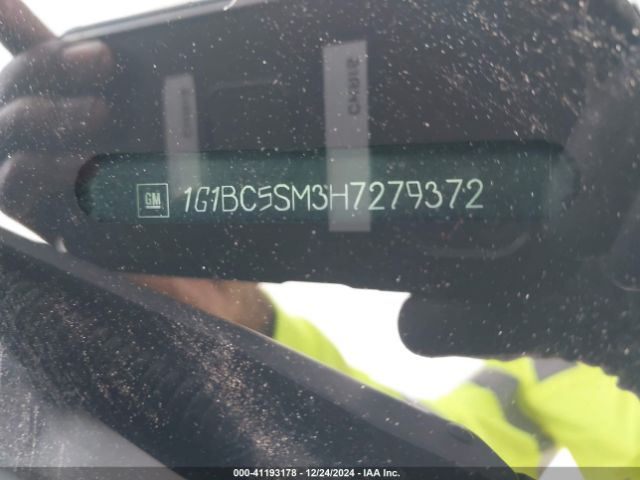 GM 1G1BC5SM3H7279372
000-41193178 - 12/24/2024 - IAA Inc.